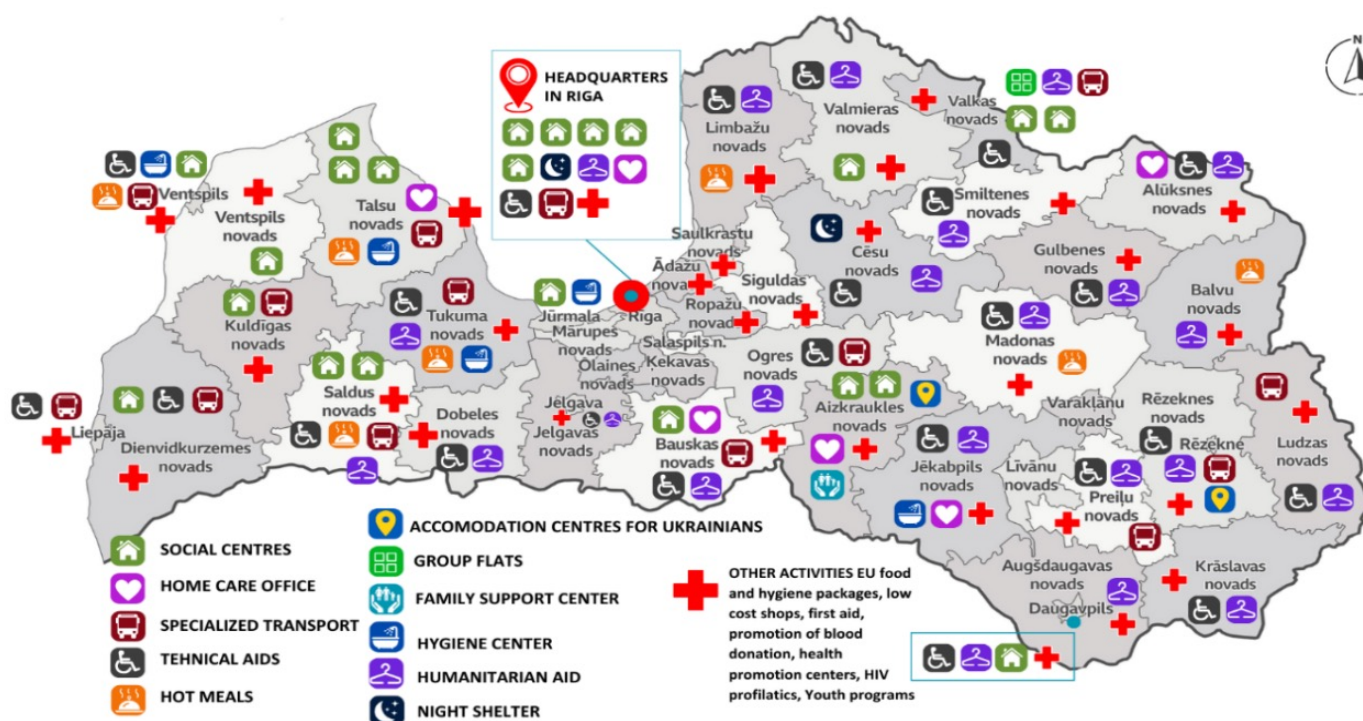 N
HEADQUARTERS
IN RIGA
Limbažu
novads
Valmieras
novads
Valkas
novads
Ventspils
Ventspils
novads
Talsu
novads
Smiltenes
novads
Alūksnes
novads
Saulkrastu
novads
Cēsu
novads
Gulbenes
novads
Ādažu
novads
Siguldas
novads
Balvu
novads
Kuldīgas
novads
Tukuma
novads
Jūrmala
Rīga
Ropažu
novads
Mārupes
novads
Salaspils n.
Madonas
novads
Ķekavas
novads
Olaines
novads
Ogres
novads
Saldus
novads
Aizkraukles
novads
Varakļānu
novads
Rēzeknes
novads
Liepāja
Dobeles
novads
Jelgava
Jelgavas
novads
Rēzekne
Ludzas
novads
Dienvidkurzemes
novads
Bauskas
novads
Jēkabpils
novads
Līvānu
novads
Preiļu
novads
Augšdaugavas
novads
Krāslavas
novads
Daugavpils
SOCIAL CENTRES
HOME CARE OFFICE
SPECIALIZED TRANSPORT
TEHNICAL AIDS
HOT MEALS
ACCOMODATION CENTRES FOR UKRAINIANS
GROUP FLATS
FAMILY SUPPORT CENTER
HYGIENE CENTER
HUMANITARIAN AID
NIGHT SHELTER
OTHER ACTIVITIES EU food
and hygiene packages, low
cost shops, first aid,
promotion of blood
donation, health
promotion centers, HIV
profilatics, Youth programs